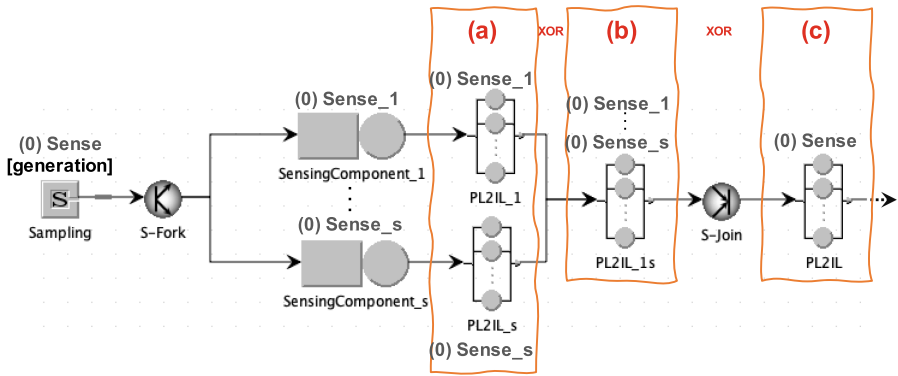 (a)
XOR
(b)
XOR
(c)
(0) Sense_1
(0) Sense_1
(0) Sense_1
(0) Sense
[generation]
S
Sampling
S-Fork
SensingComponent_1
PL2IL_1
(0) Sense_s
PL2IL_1s
S-Join
(0) Sense
PL2IL
(0) Sense_s
SensingComponent_s
PL2IL_s
(0) Sense_s